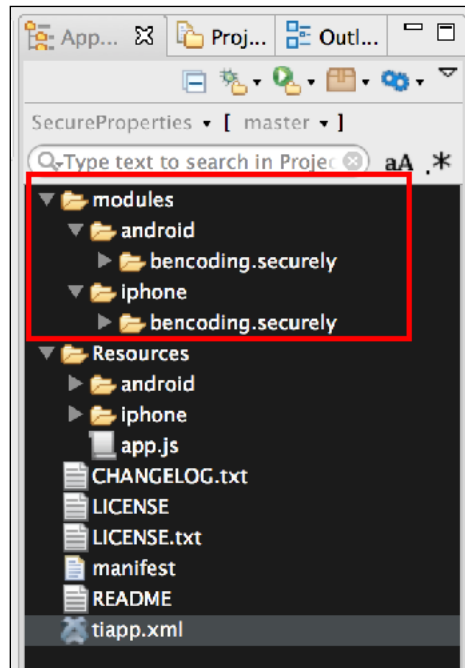 App... Proj... Outl...
SecureProperties [ master ]
Type text to search in Projec aA .*
modules
android
bencoding.securely
iphone
bencoding.securely
Resources
android
iphone
app.js
CHANGELOG.txt
LICENSE
LICENSE.txt
manifest
README
tiapp.xml